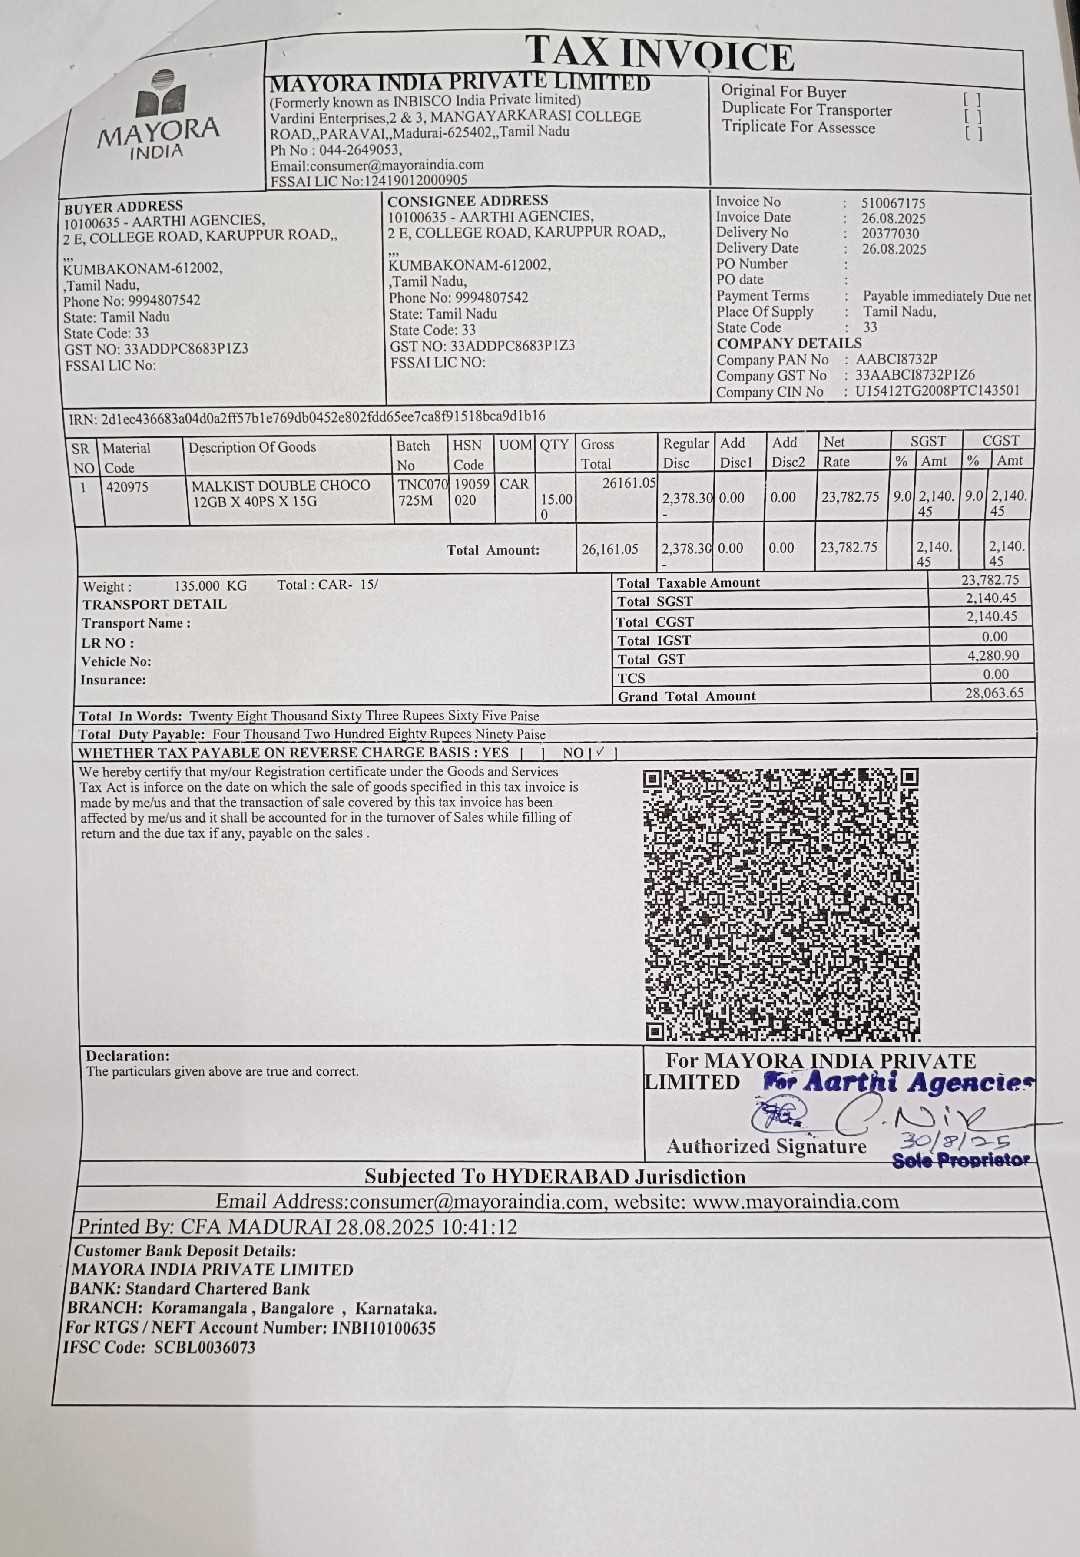 TAX INVOICE
MAYORA
INDIA
MAYORA INDIA PRIVATE LIMITED
(Formerly known as INBISCO India Private limited)
Vardini Enterprises,2 & 3, MANGAYARKARASI COLLEGE
ROAD,,PARAVAI,,Madurai-625402,,Tamil Nadu
Ph No : 044-2649053,
Email:consumer@mayoraindia.com
FSSAI LIC No:12419012000905
Original For Buyer [ ]
Duplicate For Transporter [ ]
Triplicate For Assessce [ ]
BUYER ADDRESS
10100635 - AARTHI AGENCIES,
2 E, COLLEGE ROAD, KARUPPUR ROAD,,
,,,
KUMBAKONAM-612002,
,Tamil Nadu,
Phone No: 9994807542
State: Tamil Nadu
State Code: 33
GST NO: 33ADDPC8683P1Z3
FSSAI LIC No:
CONSIGNEE ADDRESS
10100635 - AARTHI AGENCIES,
2 E, COLLEGE ROAD, KARUPPUR ROAD,,
,,,
KUMBAKONAM-612002,
,Tamil Nadu,
Phone No: 9994807542
State: Tamil Nadu
State Code: 33
GST NO: 33ADDPC8683P1Z3
FSSAI LIC NO:
Invoice No : 510067175
Invoice Date : 26.08.2025
Delivery No : 20377030
Delivery Date : 26.08.2025
PO Number :
PO date :
Payment Terms : Payable immediately Due net
Place Of Supply : Tamil Nadu,
State Code : 33
COMPANY DETAILS
Company PAN No : AABCI8732P
Company GST No : 33AABCI8732P1Z6
Company CIN No : U15412TG2008PTC143501
IRN: 2d1ec436683a04d0a2ff57b1e769db0452e802fdd65ee7ca8f91518bca9d1b16
SR Material Description Of Goods Batch HSN UOM QTY Gross Regular Add Add Net SGST CGST
NO Code No Code Total Disc Disc1 Disc2 Rate % Amt % Amt
1 420975 MALKIST DOUBLE CHOCO TNC070 19059 CAR 26161.05
12GB X 40PS X 15G 725M 020 15.00 2,378.30 0.00 0.00 23,782.75 9.0 2,140. 9.0 2,140.
0 - 45 45
Total Amount: 26,161.05 2,378.30 0.00 0.00 23,782.75 2,140. 2,140.
- 45 45
Weight : 135.000 KG Total : CAR- 15/
TRANSPORT DETAIL
Transport Name :
LR NO :
Vehicle No:
Insurance:
Total Taxable Amount 23,782.75
Total SGST 2,140.45
Total CGST 2,140.45
Total IGST 0.00
Total GST 4,280.90
TCS 0.00
Grand Total Amount 28,063.65
Total In Words: Twenty Eight Thousand Sixty Three Rupees Sixty Five Paise
Total Duty Payable: Four Thousand Two Hundred Eighty Rupees Ninety Paise
WHETHER TAX PAYABLE ON REVERSE CHARGE BASIS : YES [ ] NO [✓ ]
We hereby certify that my/our Registration certificate under the Goods and Services
Tax Act is inforce on the date on which the sale of goods specified in this tax invoice is
made by me/us and that the transaction of sale covered by this tax invoice has been
affected by me/us and it shall be accounted for in the turnover of Sales while filling of
return and the due tax if any, payable on the sales .
Declaration:
The particulars given above are true and correct.
For MAYORA INDIA PRIVATE
LIMITED
For Aarthi Agencies
30/8/25
Authorized Signature
Sole Proprietor
Subjected To HYDERABAD Jurisdiction
Email Address:consumer@mayoraindia.com, website: www.mayoraindia.com
Printed By: CFA MADURAI 28.08.2025 10:41:12
Customer Bank Deposit Details:
MAYORA INDIA PRIVATE LIMITED
BANK: Standard Chartered Bank
BRANCH: Koramangala , Bangalore , Karnataka.
For RTGS / NEFT Account Number: INBI10100635
IFSC Code: SCBL0036073